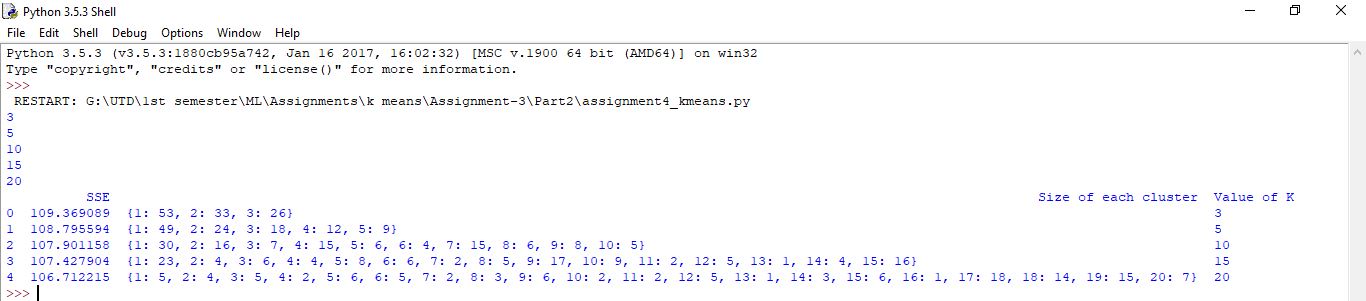 Python 3.5.3 Shell
File Edit Shell Debug Options Window Help
Python 3.5.3 (v3.5.3:1880cb95a742, Jan 16 2017, 16:02:32) [MSC v.1900 64 bit (AMD64)] on win32
Type "copyright", "credits" or "license()" for more information.
>>>
RESTART: G:\UTD\1st semester\ML\Assignments\k means\Assignment-3\Part2\assignment4_kmeans.py
3
5
10
15
20
SSE Size of each cluster Value of K
0 109.369089 {1: 53, 2: 33, 3: 26} 3
1 108.795594 {1: 49, 2: 24, 3: 18, 4: 12, 5: 9} 5
2 107.901158 {1: 30, 2: 16, 3: 7, 4: 15, 5: 6, 6: 4, 7: 15, 8: 6, 9: 8, 10: 5} 10
3 107.427904 {1: 23, 2: 4, 3: 6, 4: 4, 5: 8, 6: 6, 7: 2, 8: 5, 9: 17, 10: 9, 11: 2, 12: 5, 13: 1, 14: 4, 15: 16} 15
4 106.712215 {1: 5, 2: 4, 3: 5, 4: 2, 5: 6, 6: 5, 7: 2, 8: 3, 9: 6, 10: 2, 11: 2, 12: 5, 13: 1, 14: 3, 15: 6, 16: 1, 17: 18, 18: 14, 19: 15, 20: 7} 20
>>>